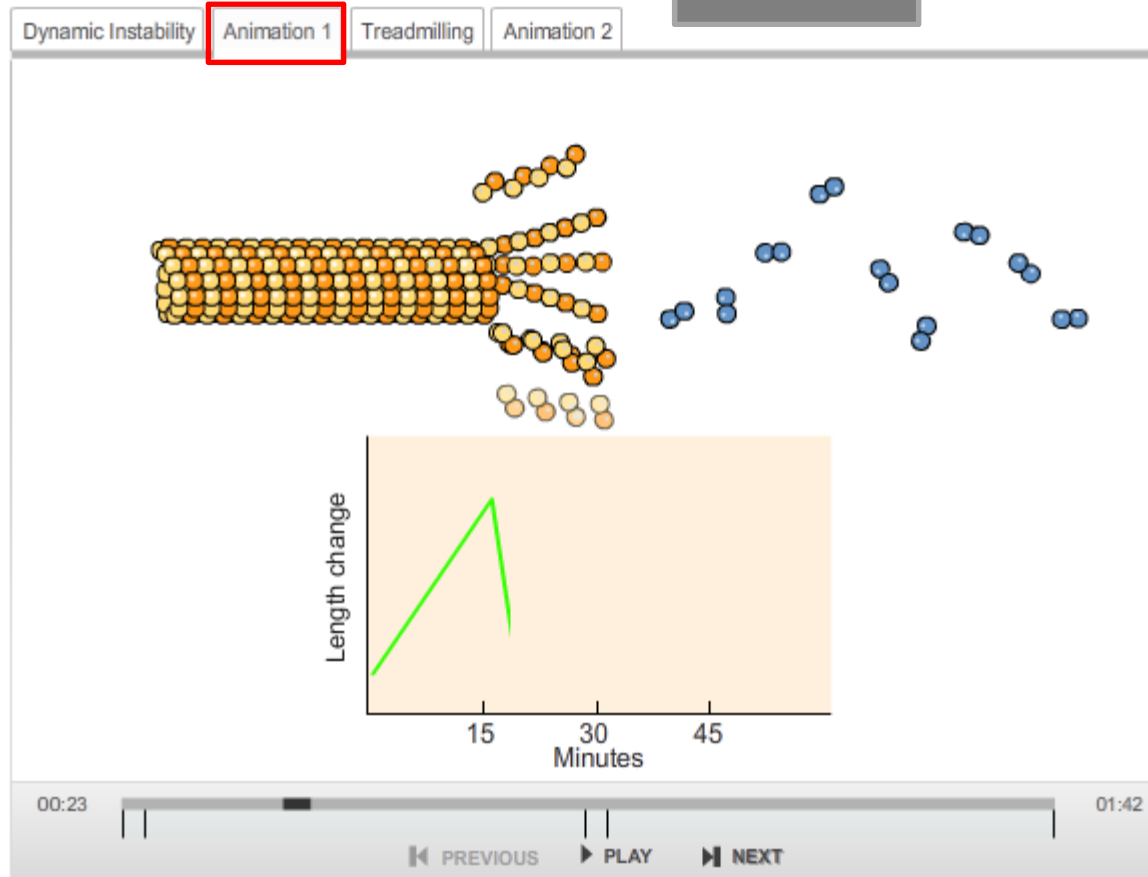 Dynamic Instability Animation 1 Treadmilling Animation 2
Length change
15 30 45
Minutes
00:23 01:42
PREVIOUS PLAY NEXT